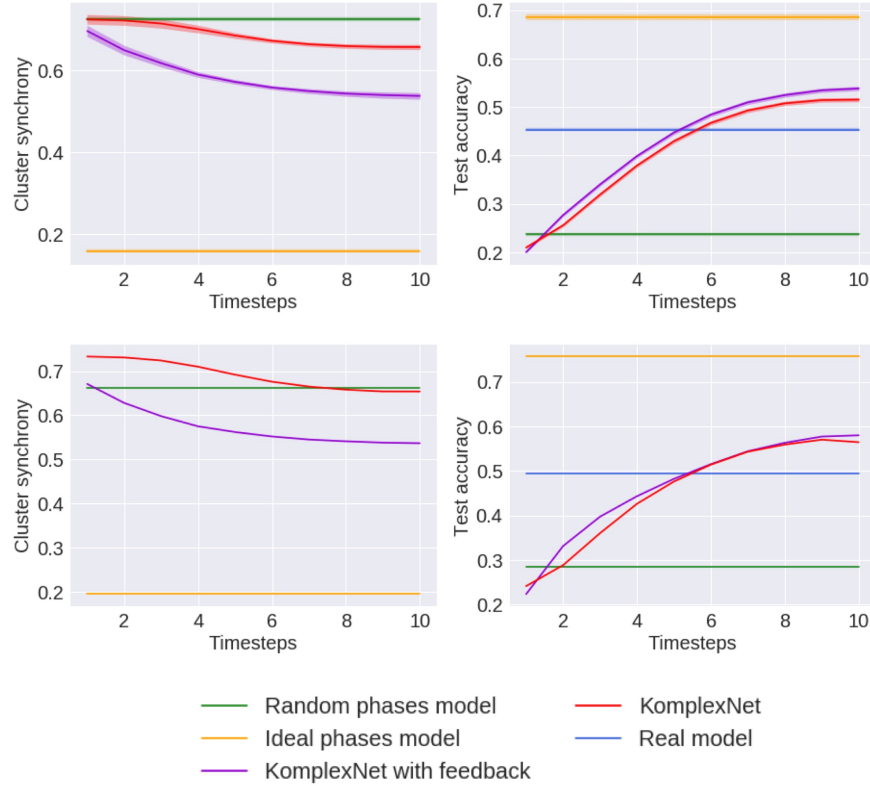 Cluster synchrony
0.6
0.4
0.2
2 4 6 8 10
Timesteps
Test accuracy
0.7
0.6
0.5
0.4
0.3
0.2
2 4 6 8 10
Timesteps
Cluster synchrony
0.7
0.6
0.5
0.4
0.3
0.2
2 4 6 8 10
Timesteps
Test accuracy
0.7
0.6
0.5
0.4
0.3
0.2
2 4 6 8 10
Timesteps
Random phases model
Ideal phases model
KomplexNet with feedback
KomplexNet
Real model